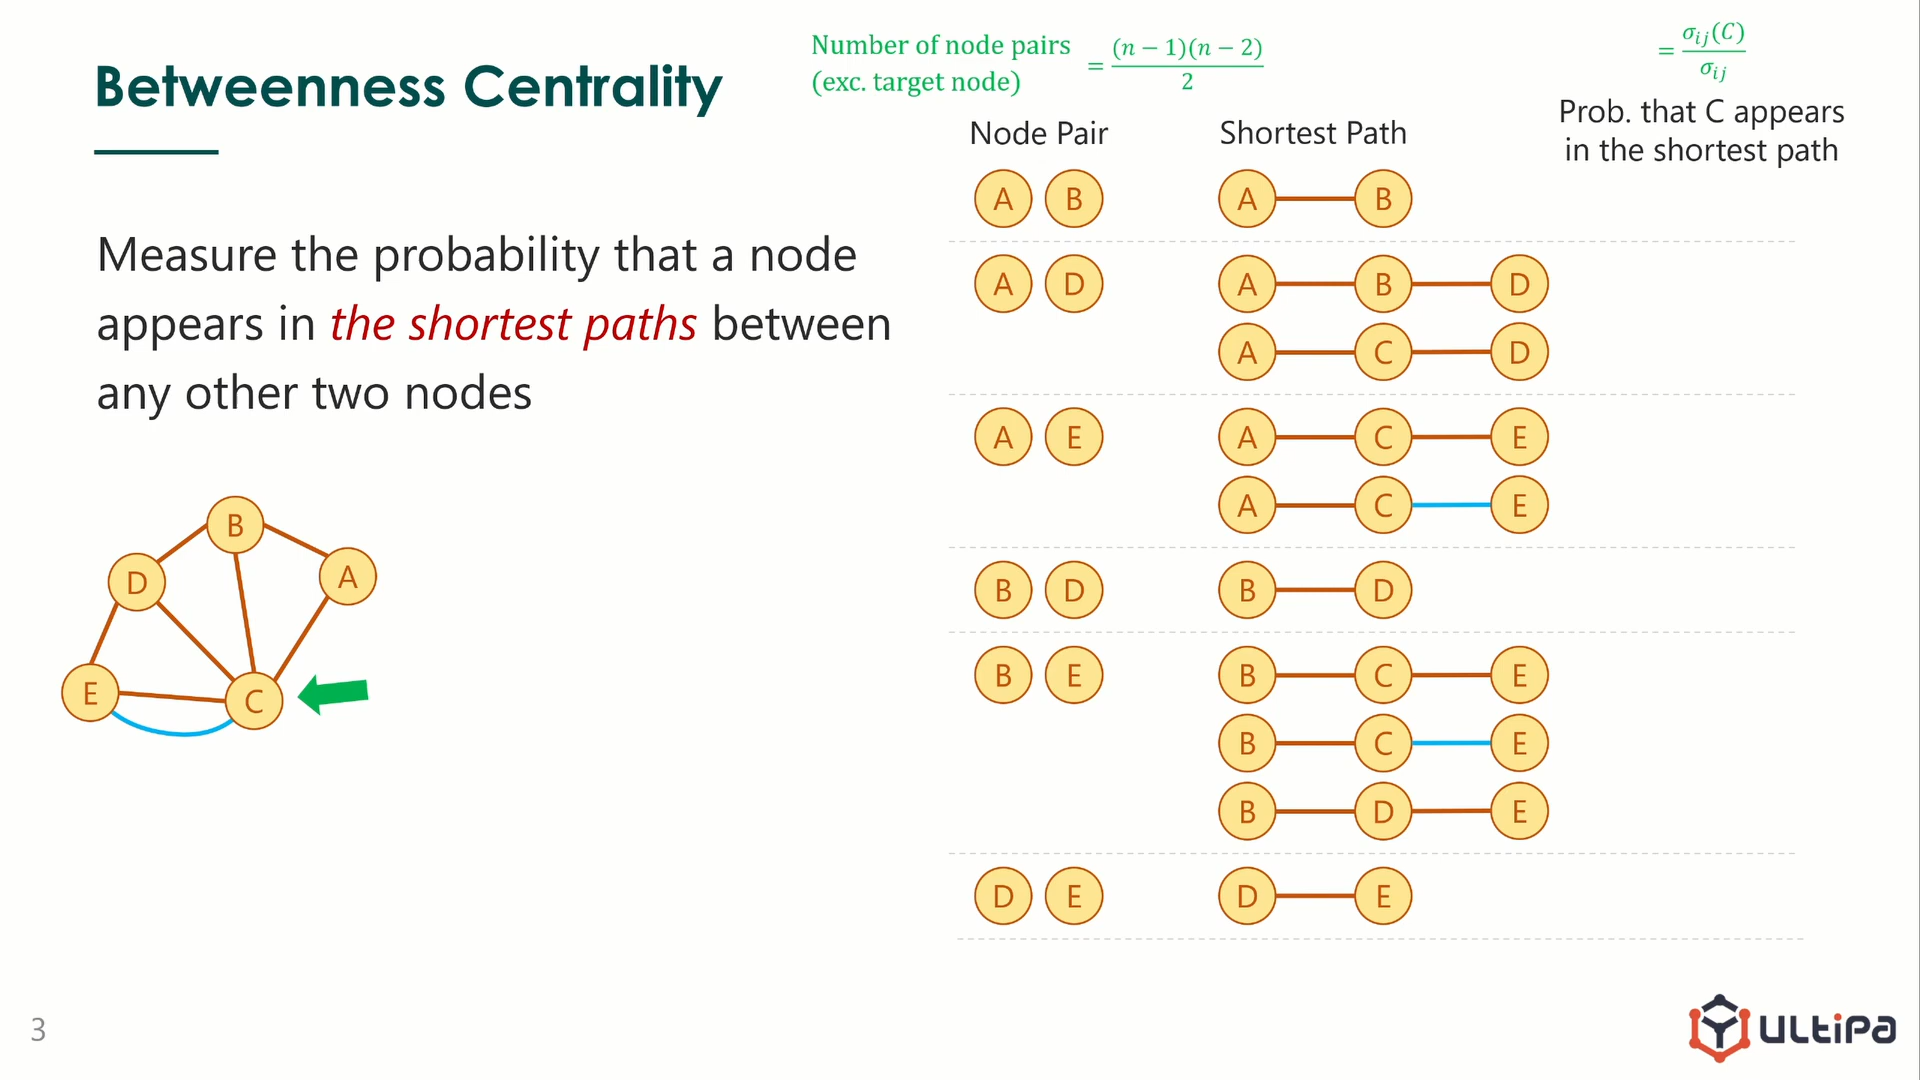 Betweenness Centrality
Measure the probability that a node
appears in the shortest paths between
any other two nodes
B
D
A
E
C
Number of node pairs
(exc. target node)
= (n − 1)(n − 2) / 2
= σij(C) / σij
Node Pair
Shortest Path
Prob. that C appears
in the shortest path
A B A B
A D A B D
A C D
A E A C E
A C E
B D B D
B E B C E
B C E
B D E
D E D E
3
ULTIPA